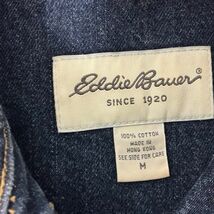 Eddie Bauer
SINCE 1920
100% COTTON
MADE IN
HONG KONG
SEE SIDE FOR CARE
M